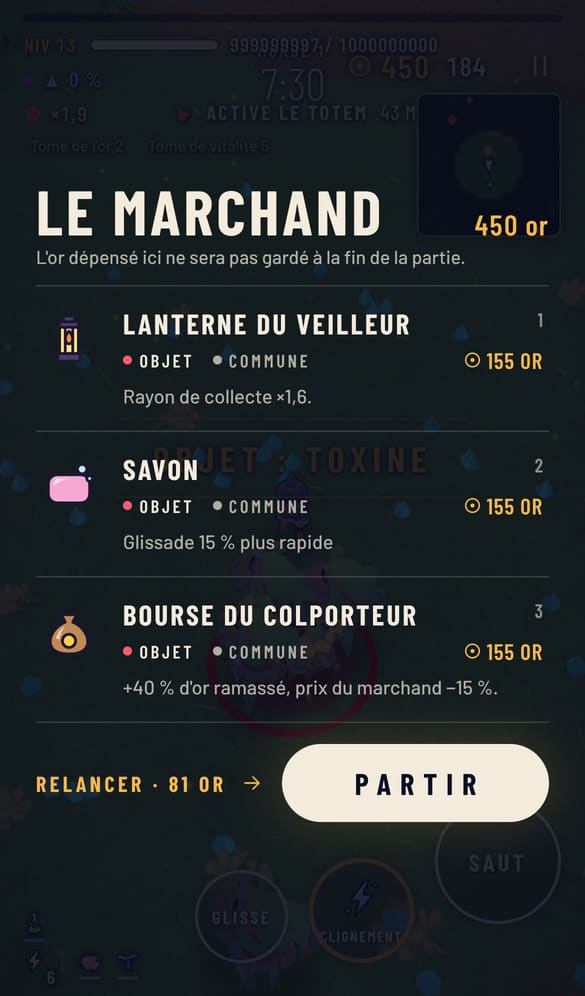 NIV 13
999999997 / 1000000000
450
184
▲ 0 %
7:30
×1,9
ACTIVE LE TOTEM 43 M
Tome de l'or 2
Tome de vitalité 5
LE MARCHAND
450 or
L'or dépensé ici ne sera pas gardé à la fin de la partie.
LANTERNE DU VEILLEUR
1
OBJET
COMMUNE
155 OR
Rayon de collecte ×1,6.
OBJET : TOXINE
SAVON
2
OBJET
COMMUNE
155 OR
Glissade 15 % plus rapide
BOURSE DU COLPORTEUR
3
OBJET
COMMUNE
155 OR
+40 % d'or ramassé, prix du marchand −15 %.
RELANCER · 81 OR →
PARTIR
SAUT
GLISSE
CLIGNEMENT
6